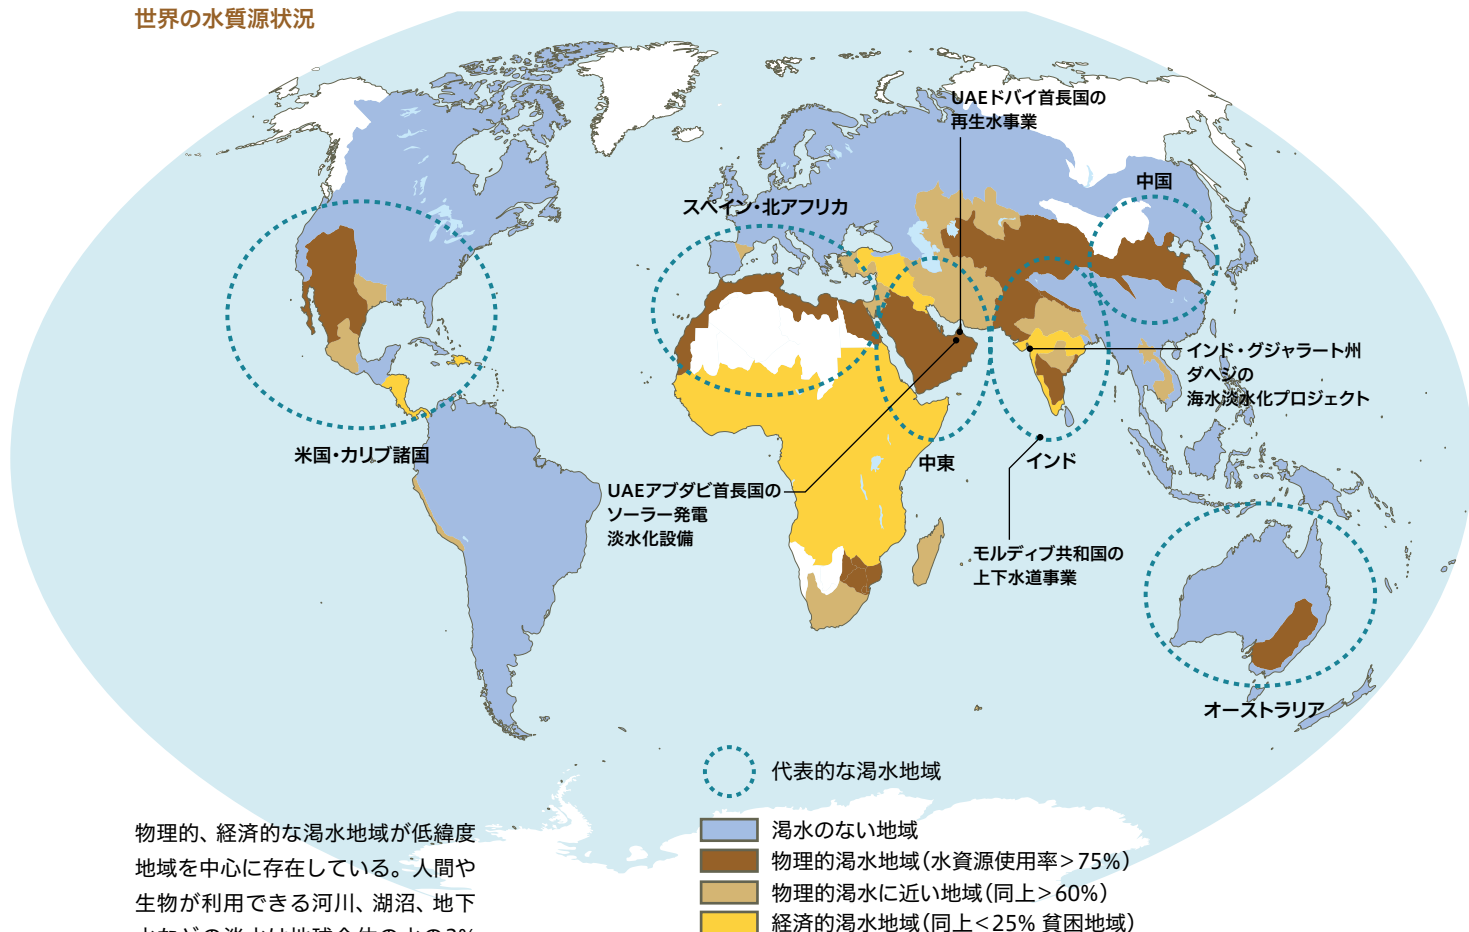 世界の水質源状況
UAEドバイ首長国の
再生水事業
中国
スペイン・北アフリカ
インド・グジャラート州
ダヘジの
海水淡水化プロジェクト
米国・カリブ諸国
中東
インド
UAEアブダビ首長国の
ソーラー発電
淡水化設備
モルディブ共和国の
上下水道事業
オーストラリア
代表的な渇水地域
渇水のない地域
物理的渇水地域(水資源使用率>75%)
物理的渇水に近い地域(同上>60%)
経済的渇水地域(同上<25% 貧困地域)
物理的、経済的な渇水地域が低緯度
地域を中心に存在している。人間や
生物が利用できる河川、湖沼、地下